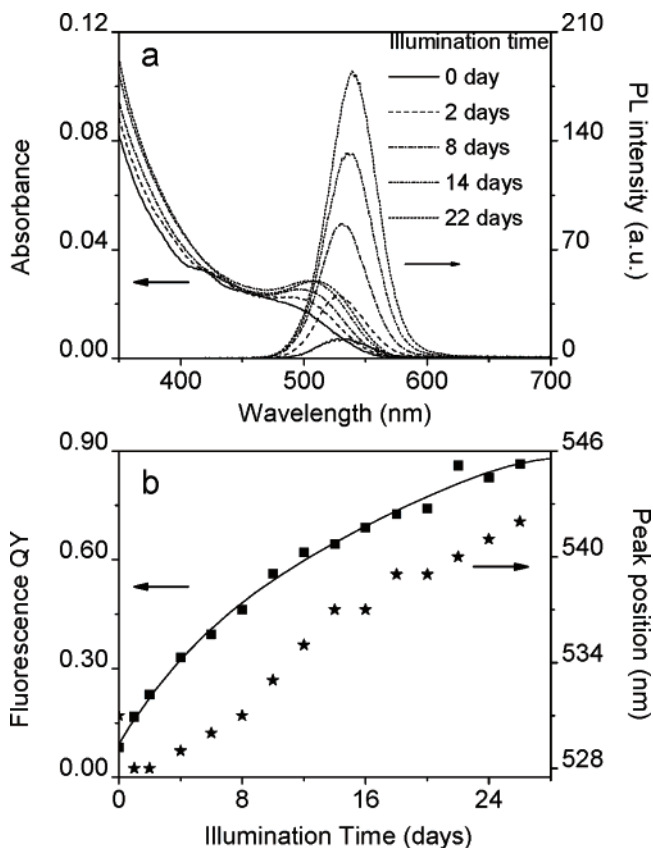 0.12
0.08
0.04
0.00
Absorbance
a
Illumination time
0 day
2 days
8 days
14 days
22 days
210
140
70
0
PL intensity (a.u.)
400
500
600
700
Wavelength (nm)
0.90
0.60
0.30
0.00
Fluorescence QY
b
546
540
534
528
Peak position (nm)
0
8
16
24
Illumination Time (days)